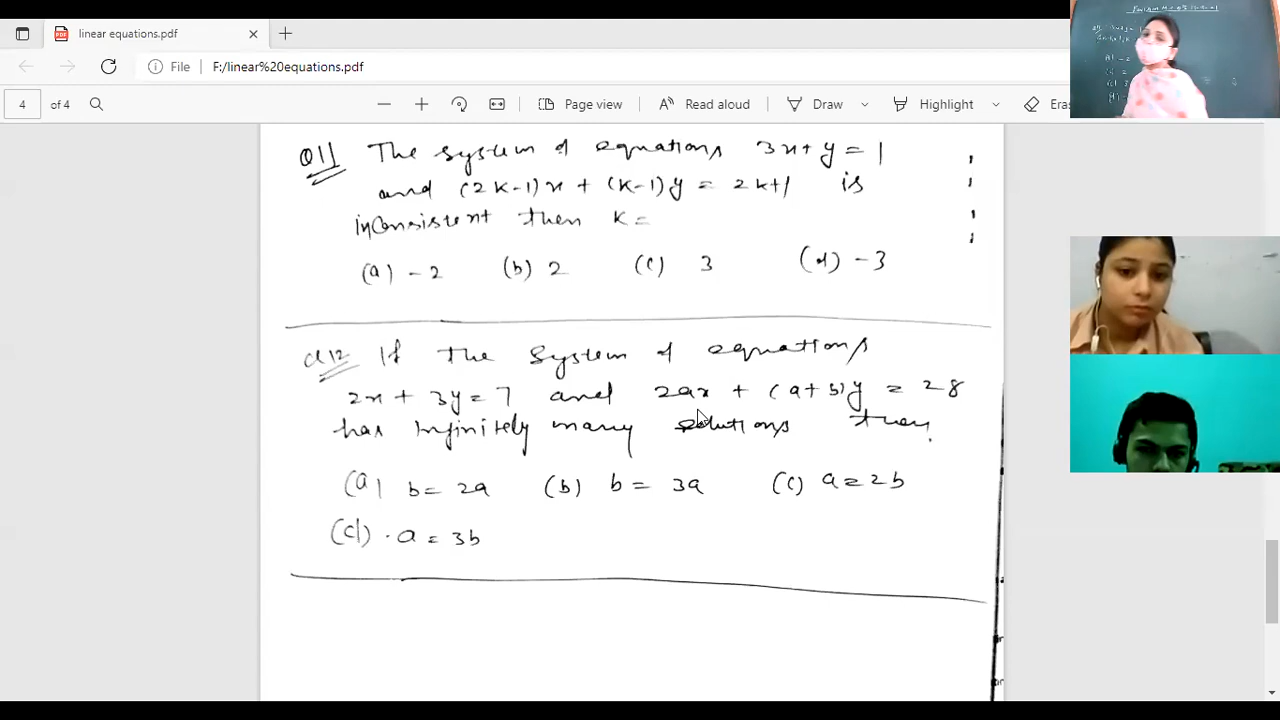 linear equations.pdf
File F:/linear%20equations.pdf
4 of 4 Page view Read aloud Draw Highlight Eras
Q11 The system of equations 3x+y=1
and (2k-1)x + (k-1)y = 2k+1 is
inconsistent then k=
(a) -2 (b) 2 (c) 3 (d) -3
Q12 If the system of equations
2x + 3y = 7 and 2ax + (a+b)y = 28
has infinitely many solutions then.
(a) b = 2a (b) b = 3a (c) a = 2b
(d) a = 3b